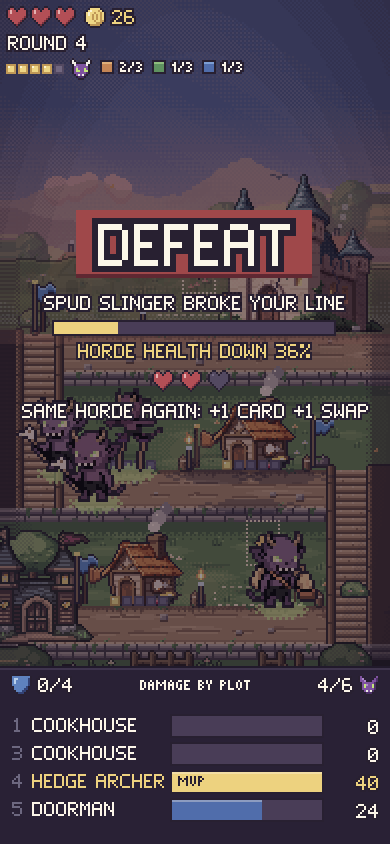 26
ROUND 4
2/3 1/3 1/3
DEFEAT
SPUD SLINGER BROKE YOUR LINE
HORDE HEALTH DOWN 36%
SAME HORDE AGAIN: +1 CARD +1 SWAP
0/4 DAMAGE BY PLOT 4/6
1 COOKHOUSE 0
3 COOKHOUSE 0
4 HEDGE ARCHER MVP 40
5 DOORMAN 24